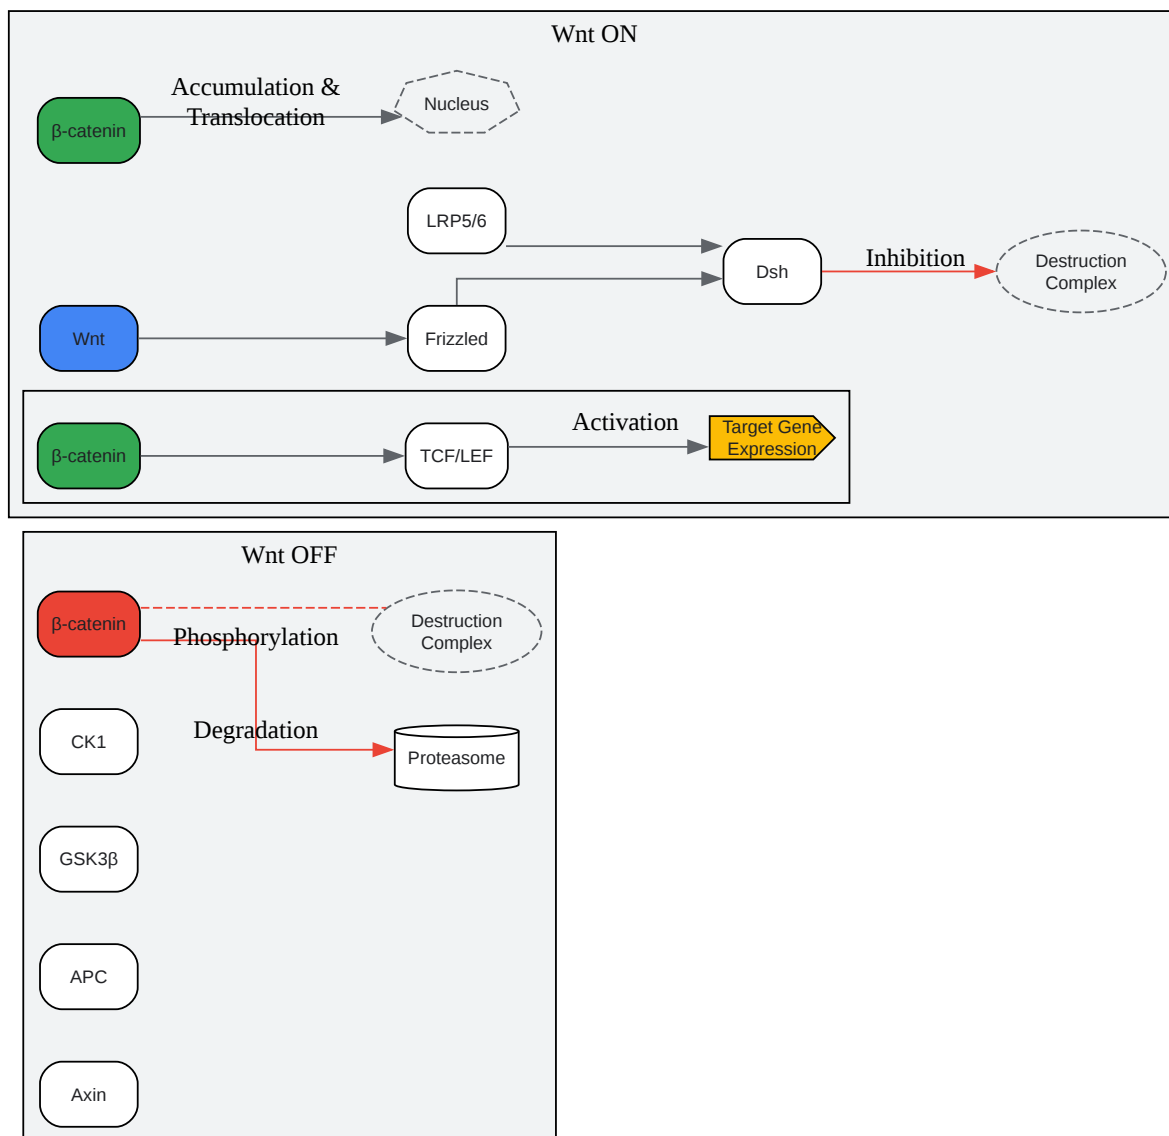 Wnt ON
Accumulation &
Translocation
β-catenin
Nucleus
LRP5/6
Dsh
Inhibition
Destruction
Complex
Wnt
Frizzled
β-catenin
TCF/LEF
Activation
Target Gene
Expression
Wnt OFF
β-catenin
Phosphorylation
Destruction
Complex
Degradation
Proteasome
CK1
GSK3β
APC
Axin